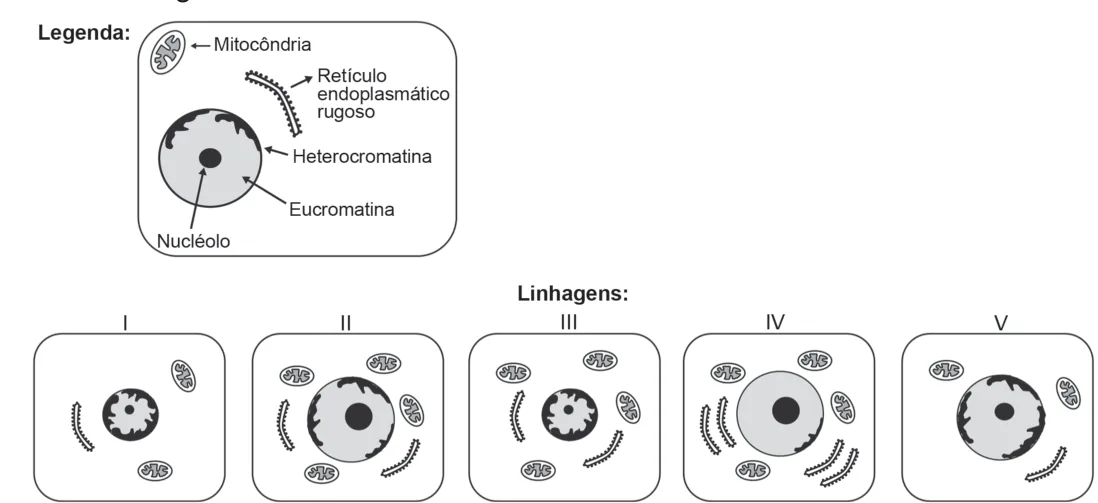 Legenda:
Mitocôndria
Retículo
endoplasmático
rugoso
Heterocromatina
Eucromatina
Nucléolo
Linhagens:
I II III IV V